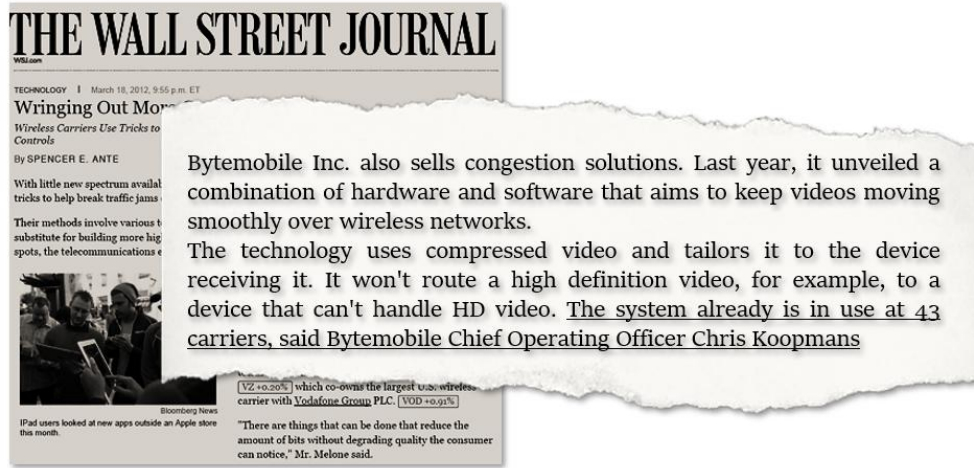 THE WALL STREET JOURNAL
WSJ.com
TECHNOLOGY | March 18, 2012, 9:55 p.m. ET
Wringing Out More
Wireless Carriers Use Tricks to
Controls
By SPENCER E. ANTE
With little new spectrum availab
tricks to help break traffic jams
Their methods involve various t
substitute for building more hig
spots, the telecommunications e
Bytemobile Inc. also sells congestion solutions. Last year, it unveiled a
combination of hardware and software that aims to keep videos moving
smoothly over wireless networks.
The technology uses compressed video and tailors it to the device
receiving it. It won't route a high definition video, for example, to a
device that can't handle HD video. The system already is in use at 43
carriers, said Bytemobile Chief Operating Officer Chris Koopmans
Bloomberg News
IPad users looked at new apps outside an Apple store
this month.
VZ +0.20% which co-owns the largest U.S. wireless
carrier with Vodafone Group PLC. VOD +0.91%
"There are things that can be done that reduce the
amount of bits without degrading quality the consumer
can notice," Mr. Melone said.